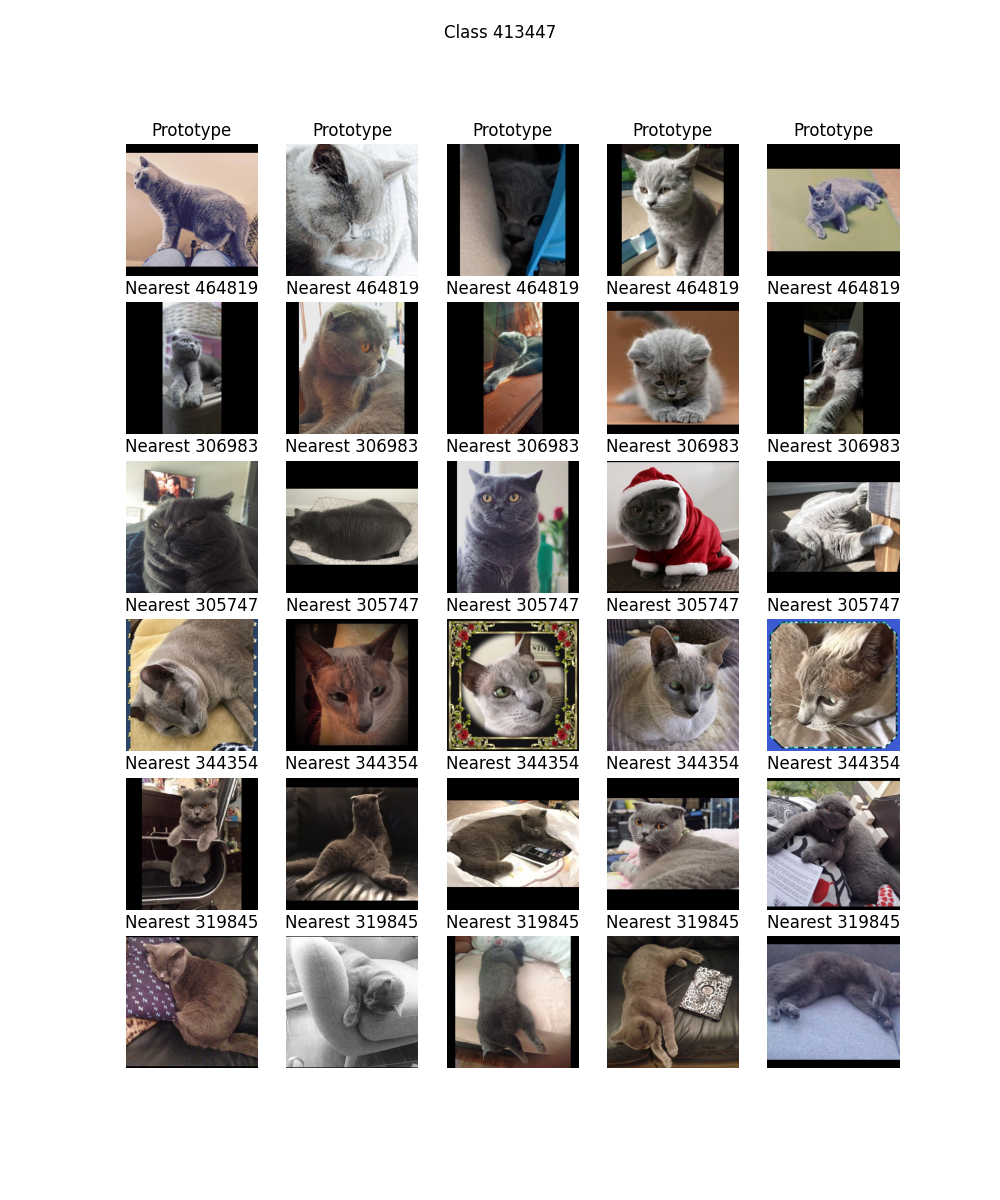 Class 413447
Prototype Prototype Prototype Prototype Prototype
Nearest 464819 Nearest 464819 Nearest 464819 Nearest 464819 Nearest 464819
Nearest 306983 Nearest 306983 Nearest 306983 Nearest 306983 Nearest 306983
Nearest 305747 Nearest 305747 Nearest 305747 Nearest 305747 Nearest 305747
Nearest 344354 Nearest 344354 Nearest 344354 Nearest 344354 Nearest 344354
Nearest 319845 Nearest 319845 Nearest 319845 Nearest 319845 Nearest 319845